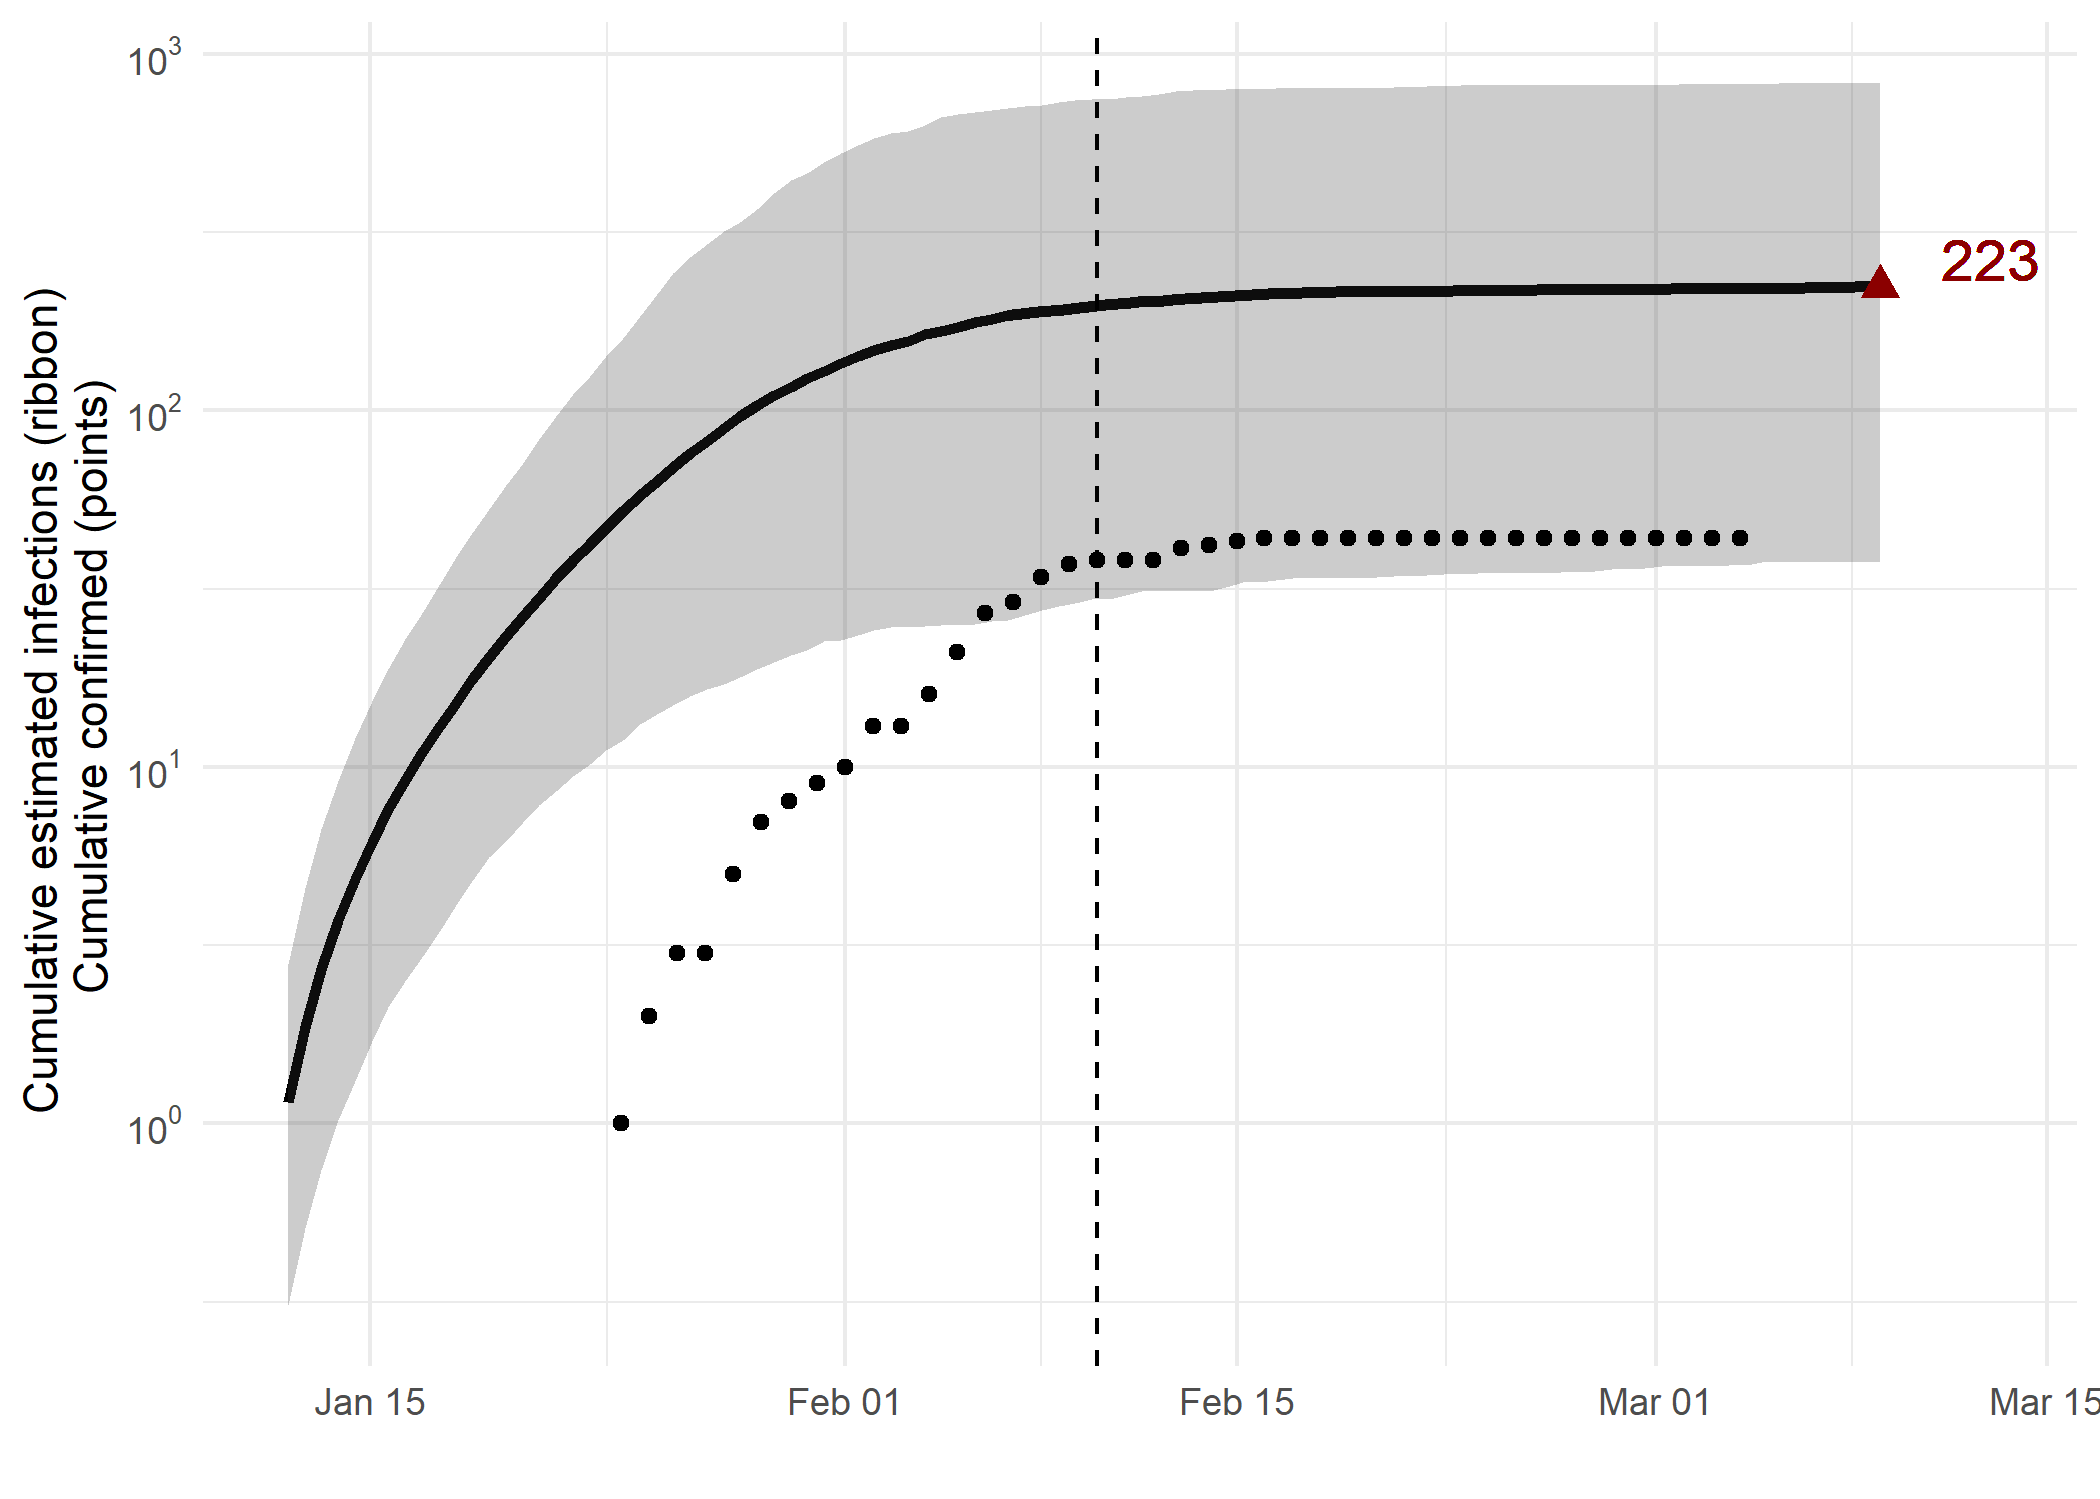 Cumulative estimated infections (ribbon)
Cumulative confirmed (points)
10³
10²
10¹
10⁰
223
Jan 15
Feb 01
Feb 15
Mar 01
Mar 15